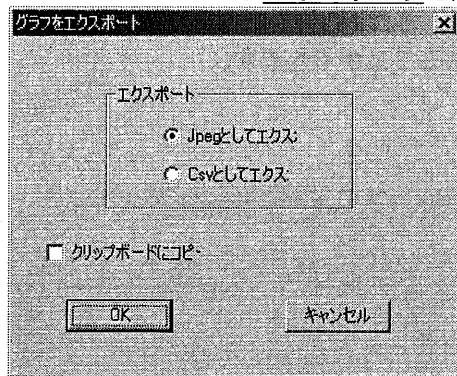 グラフをエクスポート
エクスポート
Jpegとしてエクス
Csvとしてエクス
クリップボードにコピー
OK
キャンセル